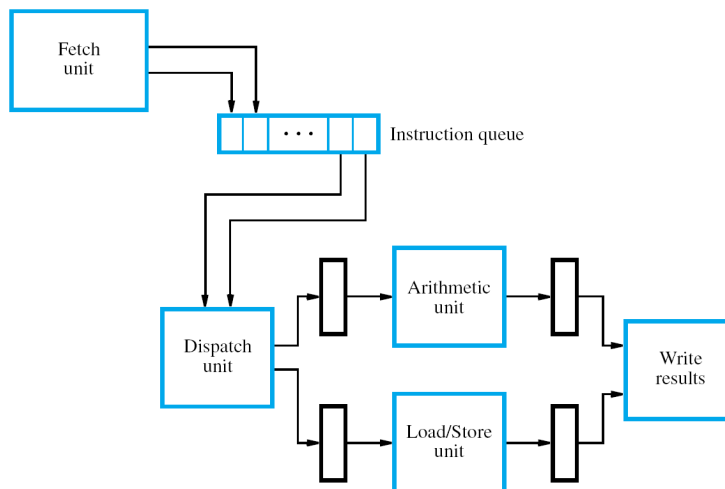 Fetch
unit
. . .
Instruction queue
Arithmetic
unit
Dispatch
unit
Write
results
Load/Store
unit